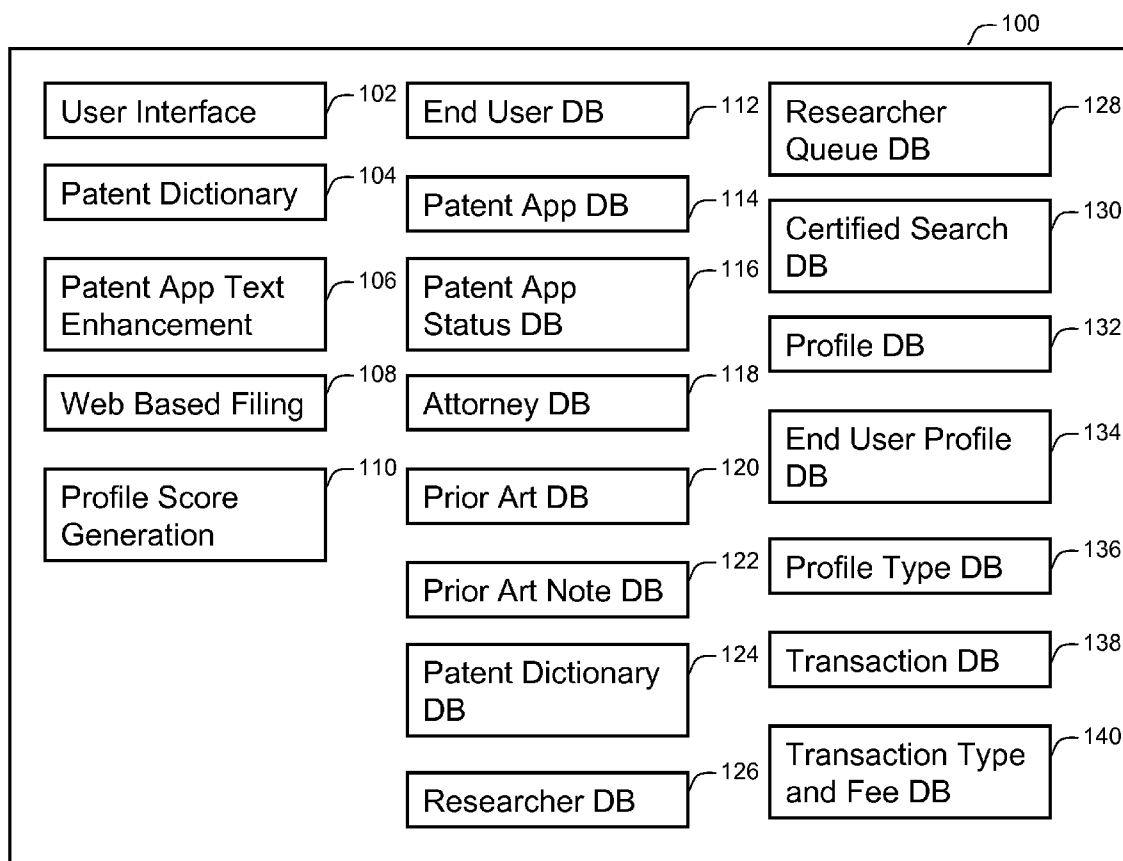 100
User Interface
102
Patent Dictionary
104
Patent App Text
Enhancement
106
Web Based Filing
108
Profile Score
Generation
110
End User DB
112
Patent App DB
114
Patent App
Status DB
116
Attorney DB
118
Prior Art DB
120
Prior Art Note DB
122
Patent Dictionary
DB
124
Researcher DB
126
Researcher
Queue DB
128
Certified Search
DB
130
Profile DB
132
End User Profile
DB
134
Profile Type DB
136
Transaction DB
138
Transaction Type
and Fee DB
140